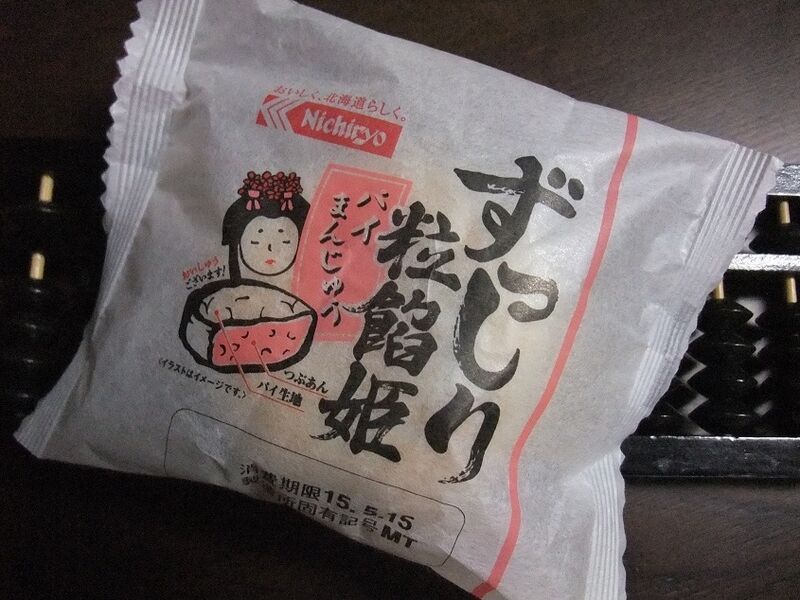 おいしく、北海道らしく。
Nichiryo
ずっしり
粒餡姫
パイ
まんじゅう
おいしゅう
ございます!
つぶあん
パイ生地
(イラストはイメージです。)
消費期限15.5.15
製造所固有記号MT